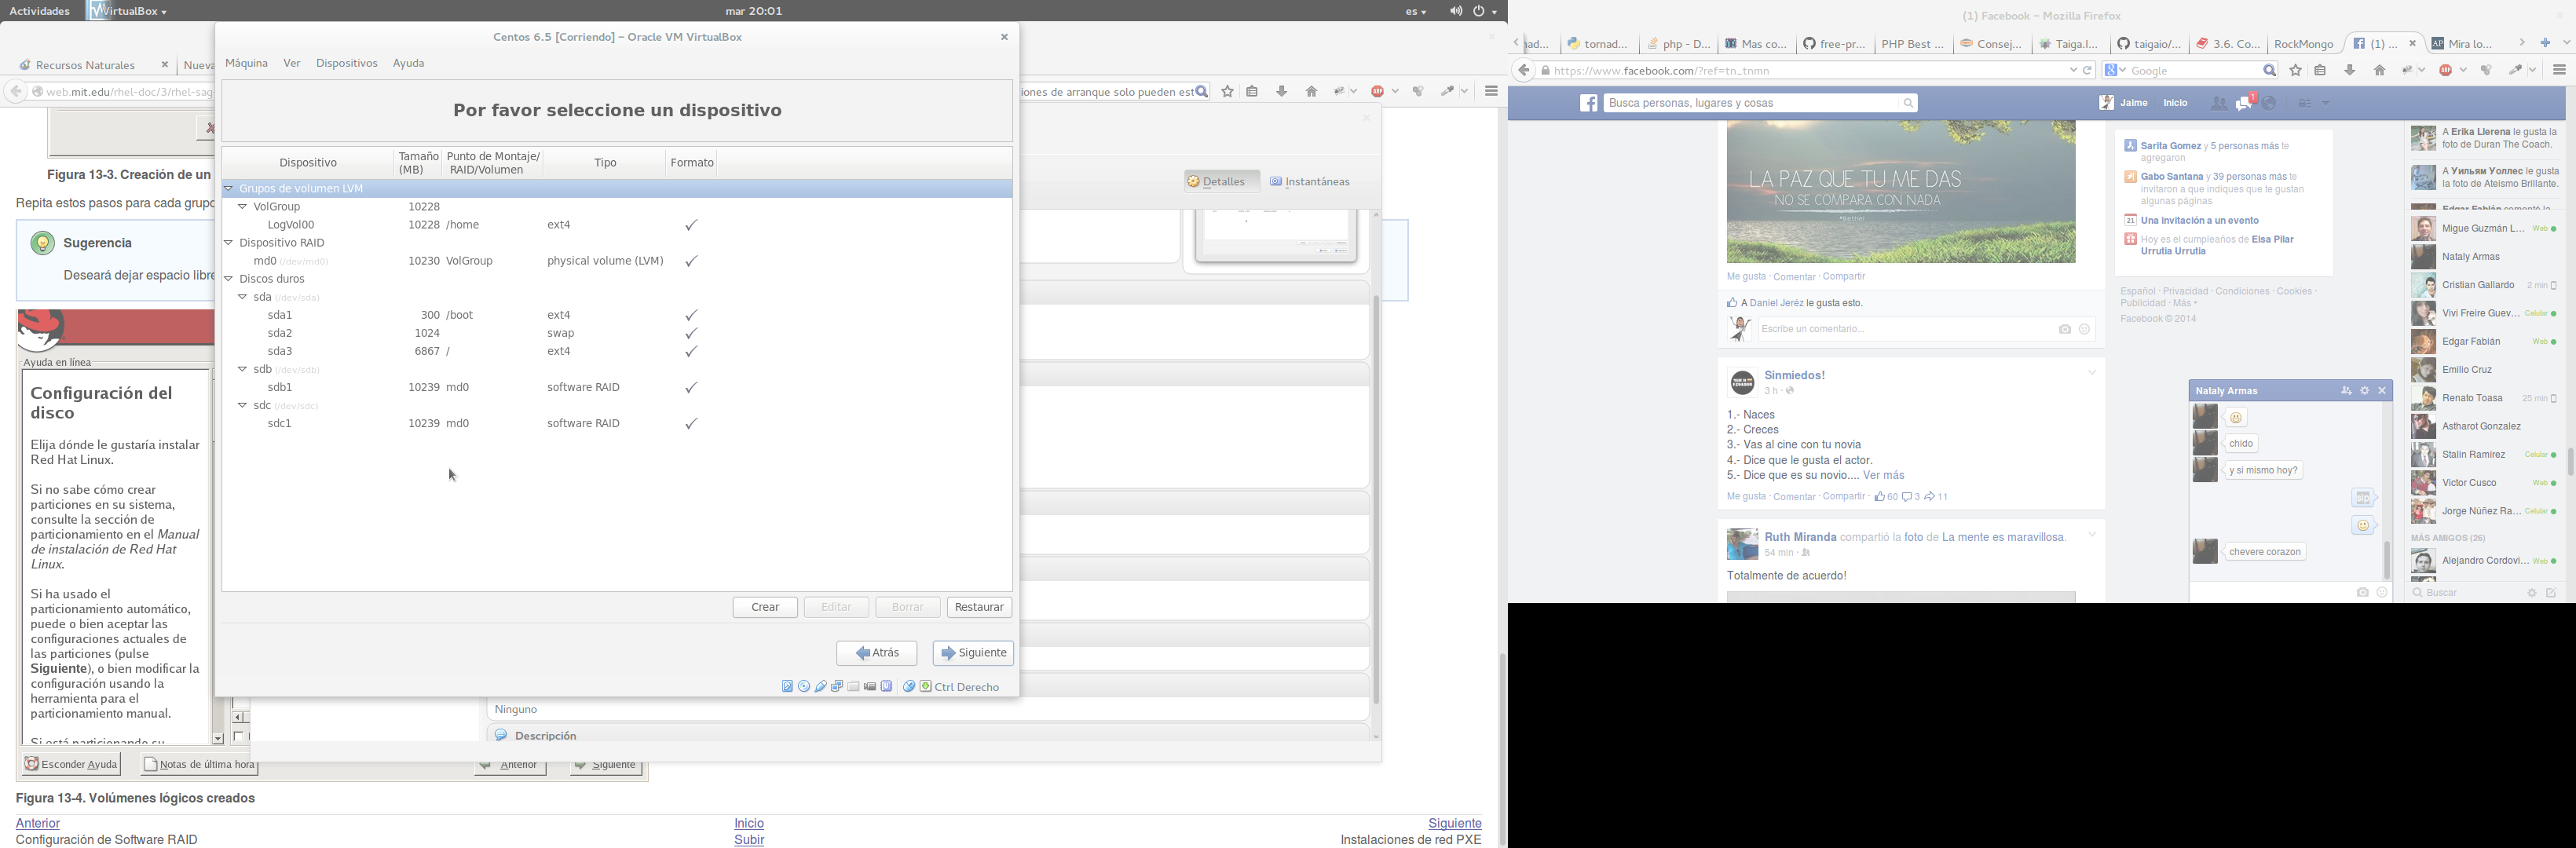 Actividades
VirtualBox
mar 20:01
es
Recursos Naturales
Nueva
web.mit.edu/rhel-doc/3/rhel-sag
iones de arranque solo pueden est
Figura 13-3. Creación de un
Repita estos pasos para cada grupo
Sugerencia
Deseará dejar espacio libre
Ayuda en línea
Configuración del
disco
Elija dónde le gustaría instalar
Red Hat Linux.
Si no sabe cómo crear
particiones en su sistema,
consulte la sección de
particionamiento en el Manual
de instalación de Red Hat
Linux.
Si ha usado el
particionamiento automático,
puede o bien aceptar las
configuraciones actuales de
las particiones (pulse
Siguiente), o bien modificar la
configuración usando la
herramienta para el
particionamiento manual.
Si está particionando su
Esconder Ayuda
Notas de última hora
Anterior
Siguiente
Figura 13-4. Volúmenes lógicos creados
Anterior
Inicio
Siguiente
Configuración de Software RAID
Subir
Instalaciones de red PXE
Centos 6.5 [Corriendo] – Oracle VM VirtualBox
Máquina Ver Dispositivos Ayuda
Por favor seleccione un dispositivo
Dispositivo
Tamaño
(MB)
Punto de Montaje/
RAID/Volumen
Tipo
Formato
Grupos de volumen LVM
VolGroup 10228
LogVol00 10228 /home ext4
Dispositivo RAID
md0 (/dev/md0) 10230 VolGroup physical volume (LVM)
Discos duros
sda (/dev/sda)
sda1 300 /boot ext4
sda2 1024 swap
sda3 6867 / ext4
sdb (/dev/sdb)
sdb1 10239 md0 software RAID
sdc (/dev/sdc)
sdc1 10239 md0 software RAID
Crear
Editar
Borrar
Restaurar
Atrás
Siguiente
Ctrl Derecho
Detalles
Instantáneas
Ninguno
Descripción
(1) Facebook – Mozilla Firefox
nad...
tornad...
php - D...
Mas co...
free-pr...
PHP Best ...
Consej...
Taiga.I...
taigaio/...
3.6. Co...
RockMongo
(1) ...
Mira lo...
https://www.facebook.com/?ref=tn_tnmn
Google
Busca personas, lugares y cosas
Jaime
Inicio
1
LA PAZ QUE TU ME DAS
NO SE COMPARA CON NADA
Me gusta · Comentar · Compartir
A Daniel Jeréz le gusta esto.
Escribe un comentario...
Sinmiedos!
3 h
1.- Naces
2.- Creces
3.- Vas al cine con tu novia
4.- Dice que le gusta el actor.
5.- Dice que es su novio.... Ver más
Me gusta · Comentar · Compartir · 60 3 11
Ruth Miranda compartió la foto de La mente es maravillosa.
54 min
Totalmente de acuerdo!
Sarita Gomez y 5 personas más te
agregaron
Gabo Santana y 39 personas más te
invitaron a que indiques que te gustan
algunas páginas
21
Una invitación a un evento
Hoy es el cumpleaños de Elsa Pilar
Urrutia Urrutia
Español · Privacidad · Condiciones · Cookies ·
Publicidad · Más
Facebook © 2014
A Erika Llerena le gusta la
foto de Duran The Coach.
A Уильям Уоллес le gusta
la foto de Ateismo Brillante.
Edgar Fabián comentó la
Migue Guzmán L... Web
Nataly Armas
Cristian Gallardo 2 min
Vivi Freire Guev... Celular
Edgar Fabián Web
Emilio Cruz
Renato Toasa 25 min
Astharot Gonzalez
Stalin Ramírez Celular
Victor Cusco Web
Jorge Núñez Ra... Celular
MÁS AMIGOS (26)
Alejandro Cordovi... Web
Buscar
Nataly Armas
chido
y si mismo hoy?
chevere corazon